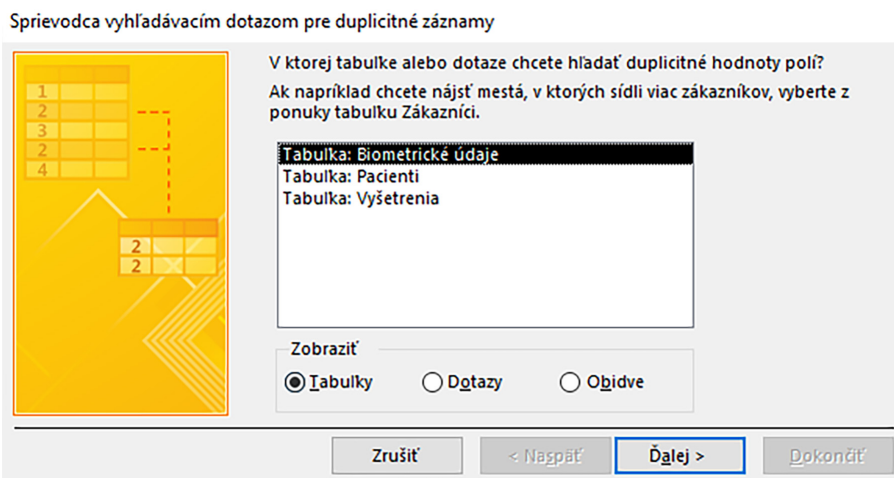 Sprievodca vyhľadávacím dotazom pre duplicitné záznamy
V ktorej tabuľke alebo dotaze chcete hľadať duplicitné hodnoty polí?
Ak napríklad chcete nájsť mestá, v ktorých sídli viac zákazníkov, vyberte z
ponuky tabuľku Zákazníci.
1
2
3
2
4
2
2
Tabuľka: Biometrické údaje
Tabuľka: Pacienti
Tabuľka: Vyšetrenia
Zobraziť
Tabuľky Dotazy Obidve
Zrušiť < Naspäť Ďalej > Dokončiť